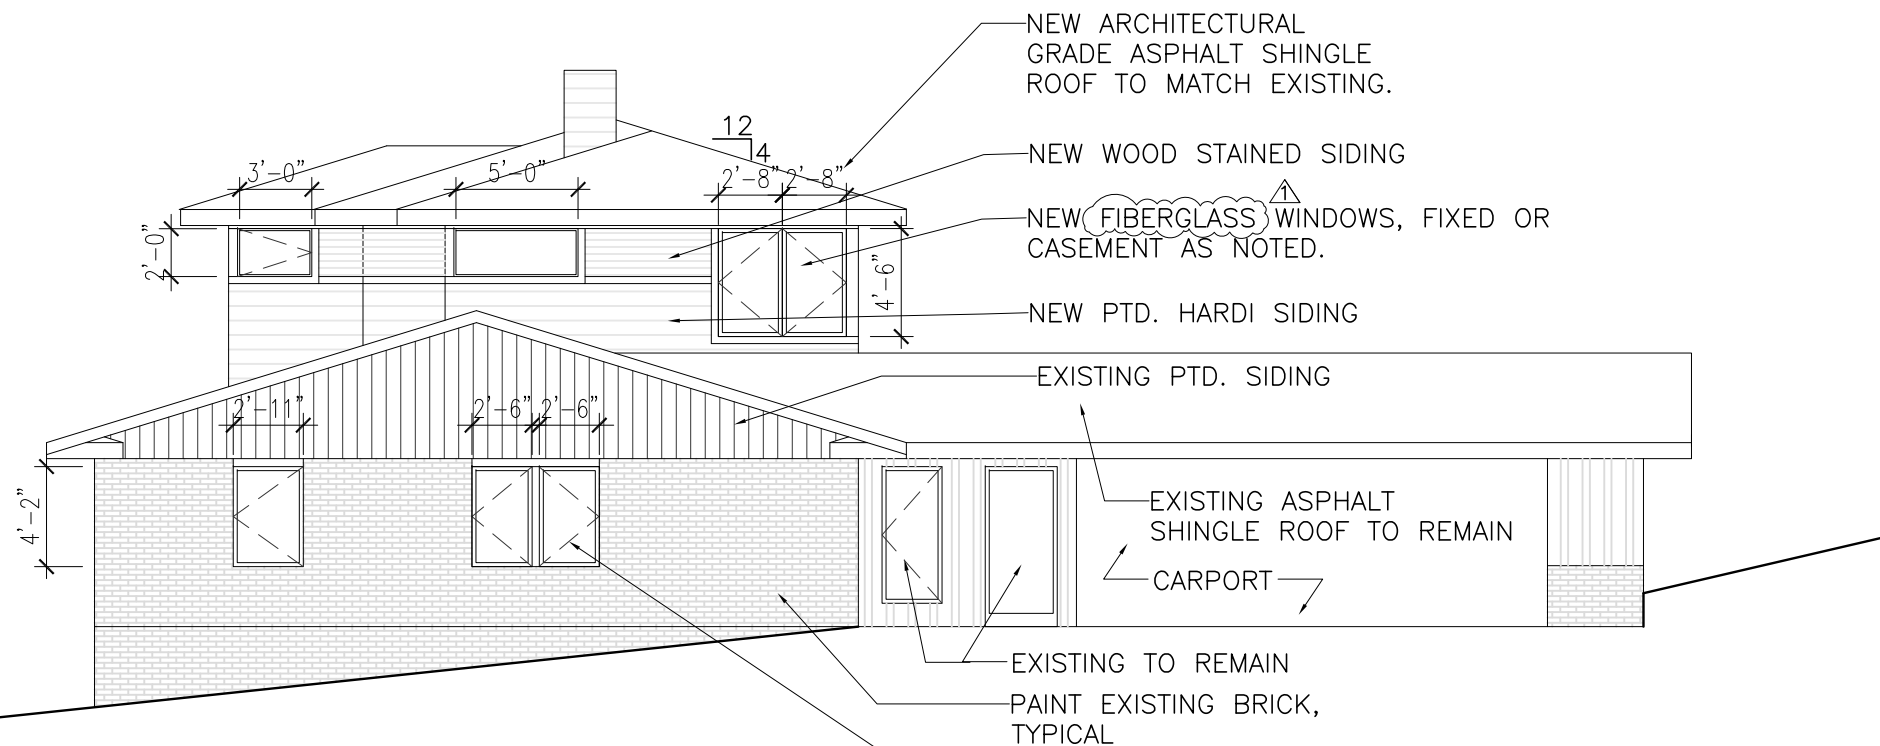 NEW ARCHITECTURAL
GRADE ASPHALT SHINGLE
ROOF TO MATCH EXISTING.
12
4
3'-0"
5'-0"
2'-8"
2'-8"
NEW WOOD STAINED SIDING
1
NEW FIBERGLASS WINDOWS, FIXED OR
CASEMENT AS NOTED.
2'-0"
4'-6"
NEW PTD. HARDI SIDING
EXISTING PTD. SIDING
2'-11"
2'-6"
2'-6"
4'-2"
EXISTING ASPHALT
SHINGLE ROOF TO REMAIN
CARPORT
EXISTING TO REMAIN
PAINT EXISTING BRICK,
TYPICAL